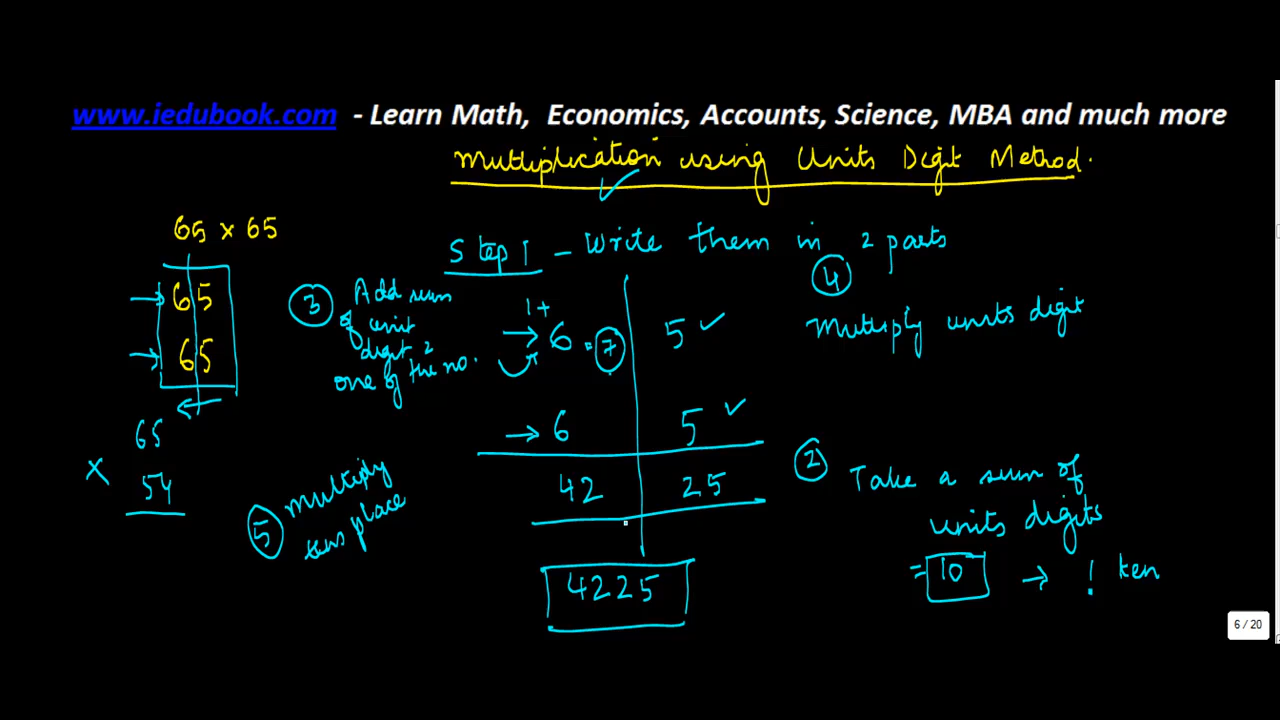 www.iedubook.com - Learn Math, Economics, Accounts, Science, MBA and much more
Multiplication using Units Digit Method.
65 x 65
Step 1 - Write them in 2 parts
65
65
65
x 54
3 Add sum
of unit
digit 2
one of the no.
1+
6 = 7 5
6 5
42 25
4225
4
Multiply units digit
2 Take a sum of
units digits
= 10 → 1 ten
5 multiply
tens place
6 / 20